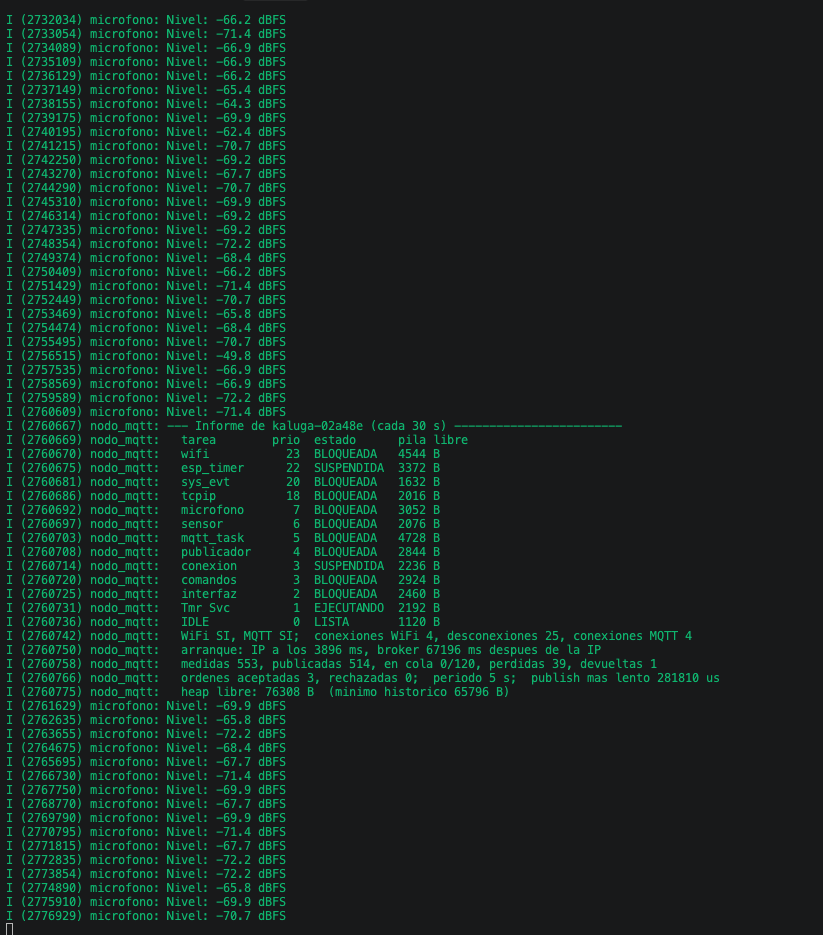 I (2732034) microfono: Nivel: -66.2 dBFS
I (2733054) microfono: Nivel: -71.4 dBFS
I (2734089) microfono: Nivel: -66.9 dBFS
I (2735109) microfono: Nivel: -66.9 dBFS
I (2736129) microfono: Nivel: -66.2 dBFS
I (2737149) microfono: Nivel: -65.4 dBFS
I (2738155) microfono: Nivel: -64.3 dBFS
I (2739175) microfono: Nivel: -69.9 dBFS
I (2740195) microfono: Nivel: -62.4 dBFS
I (2741215) microfono: Nivel: -70.7 dBFS
I (2742250) microfono: Nivel: -69.2 dBFS
I (2743270) microfono: Nivel: -67.7 dBFS
I (2744290) microfono: Nivel: -70.7 dBFS
I (2745310) microfono: Nivel: -69.9 dBFS
I (2746314) microfono: Nivel: -69.2 dBFS
I (2747335) microfono: Nivel: -69.2 dBFS
I (2748354) microfono: Nivel: -72.2 dBFS
I (2749374) microfono: Nivel: -68.4 dBFS
I (2750409) microfono: Nivel: -66.2 dBFS
I (2751429) microfono: Nivel: -71.4 dBFS
I (2752449) microfono: Nivel: -70.7 dBFS
I (2753469) microfono: Nivel: -65.8 dBFS
I (2754474) microfono: Nivel: -68.4 dBFS
I (2755495) microfono: Nivel: -70.7 dBFS
I (2756515) microfono: Nivel: -49.8 dBFS
I (2757535) microfono: Nivel: -66.9 dBFS
I (2758569) microfono: Nivel: -66.9 dBFS
I (2759589) microfono: Nivel: -72.2 dBFS
I (2760609) microfono: Nivel: -71.4 dBFS
I (2760667) nodo_mqtt: --- Informe de kaluga-02a48e (cada 30 s) ------------------------
I (2760669) nodo_mqtt:   tarea        prio  estado      pila libre
I (2760670) nodo_mqtt:   wifi           23  BLOQUEADA   4544 B
I (2760675) nodo_mqtt:   esp_timer      22  SUSPENDIDA  3372 B
I (2760681) nodo_mqtt:   sys_evt        20  BLOQUEADA   1632 B
I (2760686) nodo_mqtt:   tcpip          18  BLOQUEADA   2016 B
I (2760692) nodo_mqtt:   microfono       7  BLOQUEADA   3052 B
I (2760697) nodo_mqtt:   sensor          6  BLOQUEADA   2076 B
I (2760703) nodo_mqtt:   mqtt_task       5  BLOQUEADA   4728 B
I (2760708) nodo_mqtt:   publicador      4  BLOQUEADA   2844 B
I (2760714) nodo_mqtt:   conexion        3  SUSPENDIDA  2236 B
I (2760720) nodo_mqtt:   comandos        3  BLOQUEADA   2924 B
I (2760725) nodo_mqtt:   interfaz        2  BLOQUEADA   2460 B
I (2760731) nodo_mqtt:   Tmr Svc         1  EJECUTANDO  2192 B
I (2760736) nodo_mqtt:   IDLE            0  LISTA       1120 B
I (2760742) nodo_mqtt:   WiFi SI, MQTT SI;  conexiones WiFi 4, desconexiones 25, conexiones MQTT 4
I (2760750) nodo_mqtt:   arranque: IP a los 3896 ms, broker 67196 ms despues de la IP
I (2760758) nodo_mqtt:   medidas 553, publicadas 514, en cola 0/120, perdidas 39, devueltas 1
I (2760766) nodo_mqtt:   ordenes aceptadas 3, rechazadas 0;  periodo 5 s;  publish mas lento 281810 us
I (2760775) nodo_mqtt:   heap libre: 76308 B  (minimo historico 65796 B)
I (2761629) microfono: Nivel: -69.9 dBFS
I (2762635) microfono: Nivel: -65.8 dBFS
I (2763655) microfono: Nivel: -72.2 dBFS
I (2764675) microfono: Nivel: -68.4 dBFS
I (2765695) microfono: Nivel: -67.7 dBFS
I (2766730) microfono: Nivel: -71.4 dBFS
I (2767750) microfono: Nivel: -69.9 dBFS
I (2768770) microfono: Nivel: -67.7 dBFS
I (2769790) microfono: Nivel: -69.9 dBFS
I (2770795) microfono: Nivel: -71.4 dBFS
I (2771815) microfono: Nivel: -67.7 dBFS
I (2772835) microfono: Nivel: -72.2 dBFS
I (2773854) microfono: Nivel: -72.2 dBFS
I (2774890) microfono: Nivel: -65.8 dBFS
I (2775910) microfono: Nivel: -69.9 dBFS
I (2776929) microfono: Nivel: -70.7 dBFS